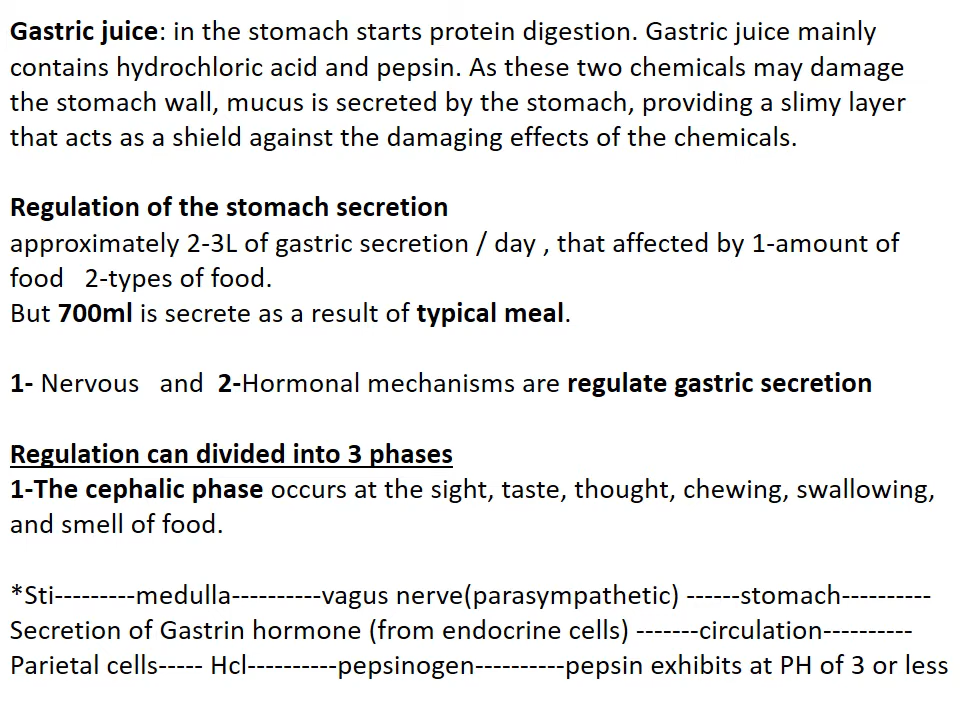 Gastric juice: in the stomach starts protein digestion. Gastric juice mainly
contains hydrochloric acid and pepsin. As these two chemicals may damage
the stomach wall, mucus is secreted by the stomach, providing a slimy layer
that acts as a shield against the damaging effects of the chemicals.
Regulation of the stomach secretion
approximately 2-3L of gastric secretion / day , that affected by 1-amount of
food   2-types of food.
But 700ml is secrete as a result of typical meal.
1- Nervous   and  2-Hormonal mechanisms are regulate gastric secretion
Regulation can divided into 3 phases
1-The cephalic phase occurs at the sight, taste, thought, chewing, swallowing,
and smell of food.
*Sti---------medulla----------vagus nerve(parasympathetic) ------stomach----------
Secretion of Gastrin hormone (from endocrine cells) -------circulation----------
Parietal cells----- Hcl----------pepsinogen----------pepsin exhibits at PH of 3 or less